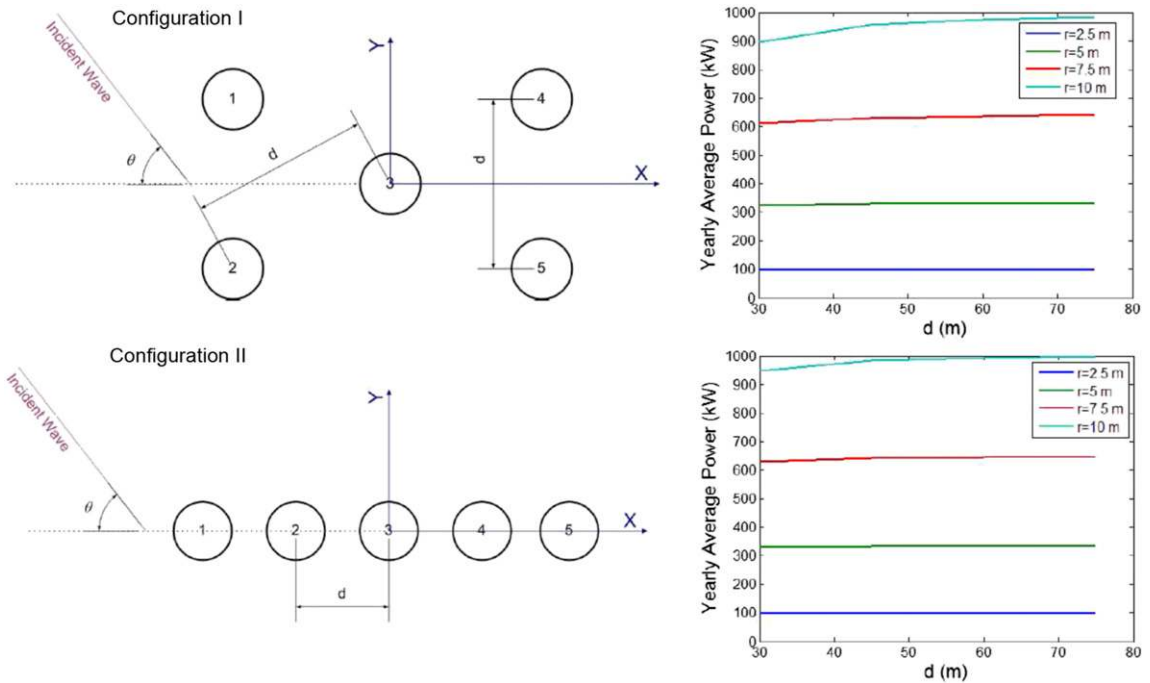 Configuration I
Incident Wave
θ
d
1
2
3
4
5
d
Y
X
Yearly Average Power (kW)
1000
900
800
700
600
500
400
300
200
100
0
30
40
50
60
70
80
d (m)
r=2.5 m
r=5 m
r=7.5 m
r=10 m
Configuration II
Incident Wave
θ
1
2
3
4
5
d
Y
X
Yearly Average Power (kW)
1000
900
800
700
600
500
400
300
200
100
0
30
40
50
60
70
80
d (m)
r=2.5 m
r=5 m
r=7.5 m
r=10 m